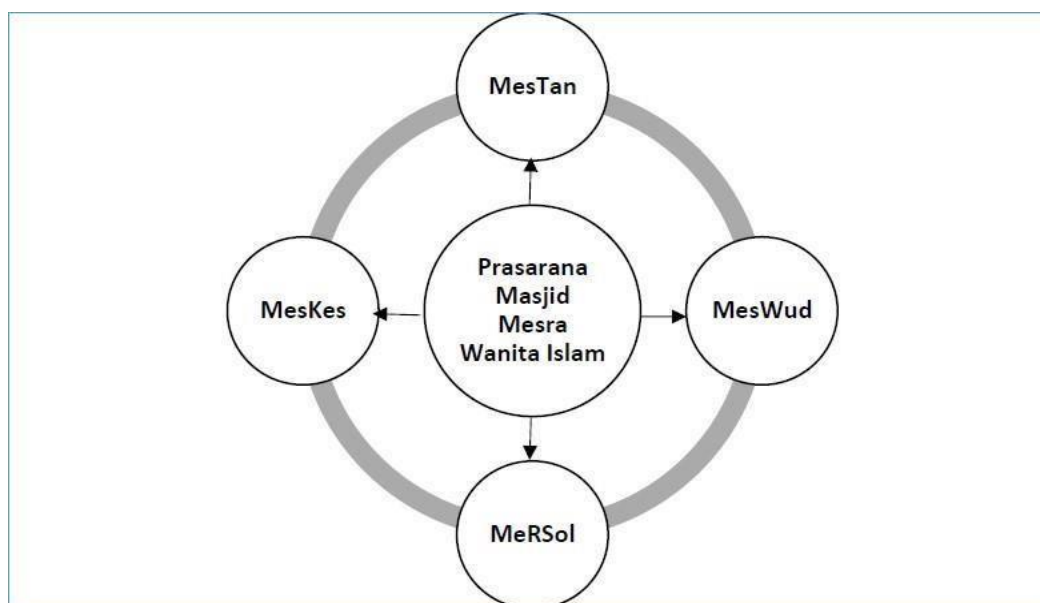 MesTan
MesKes
Prasarana
Masjid
Mesra
Wanita Islam
MesWud
MeRSol